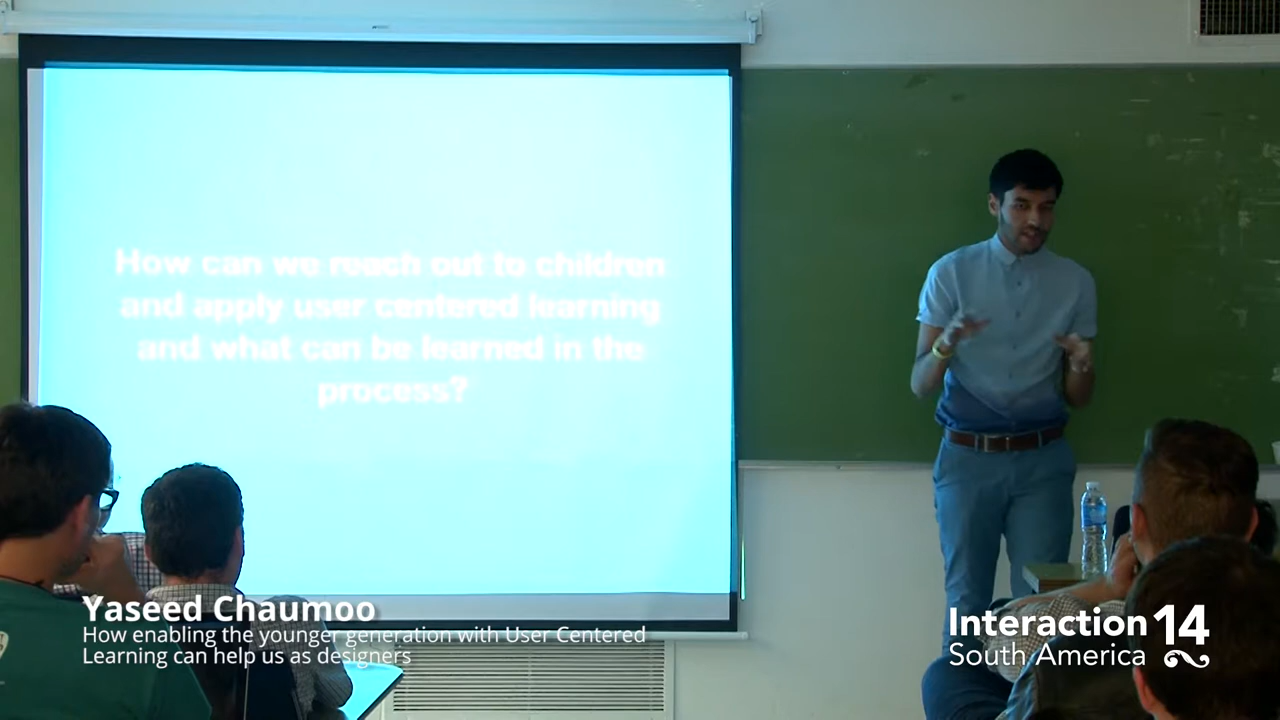 How can we reach out to children
and apply user centered learning
and what can be learned in the
process?
Yaseed Chaumoo
How enabling the younger generation with User Centered
Learning can help us as designers
Interaction 14
South America